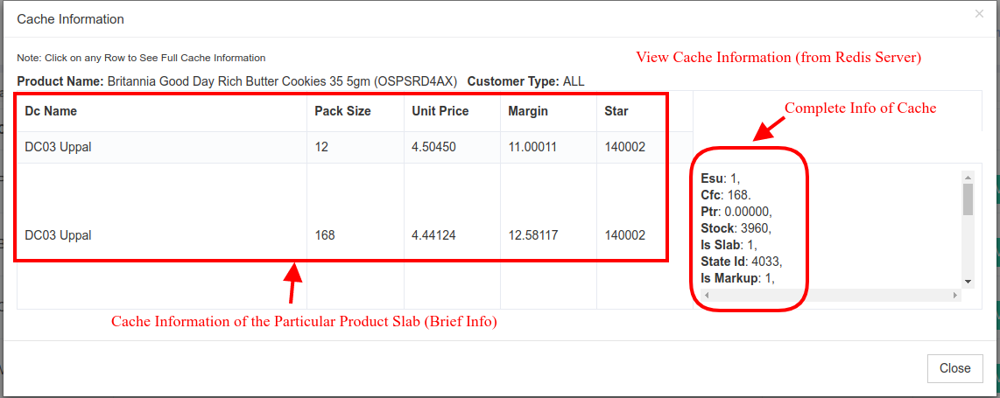 Cache Information ×
Note: Click on any Row to See Full Cache Information
View Cache Information (from Redis Server)
Product Name: Britannia Good Day Rich Butter Cookies 35 5gm (OSPSRD4AX) Customer Type: ALL
Dc Name Pack Size Unit Price Margin Star
Complete Info of Cache
DC03 Uppal 12 4.50450 11.00011 140002
Esu: 1,
Cfc: 168.
Ptr: 0.00000,
Stock: 3960,
DC03 Uppal 168 4.44124 12.58117 140002
Is Slab: 1,
State Id: 4033,
Is Markup: 1,
Cache Information of the Particular Product Slab (Brief Info)
Close